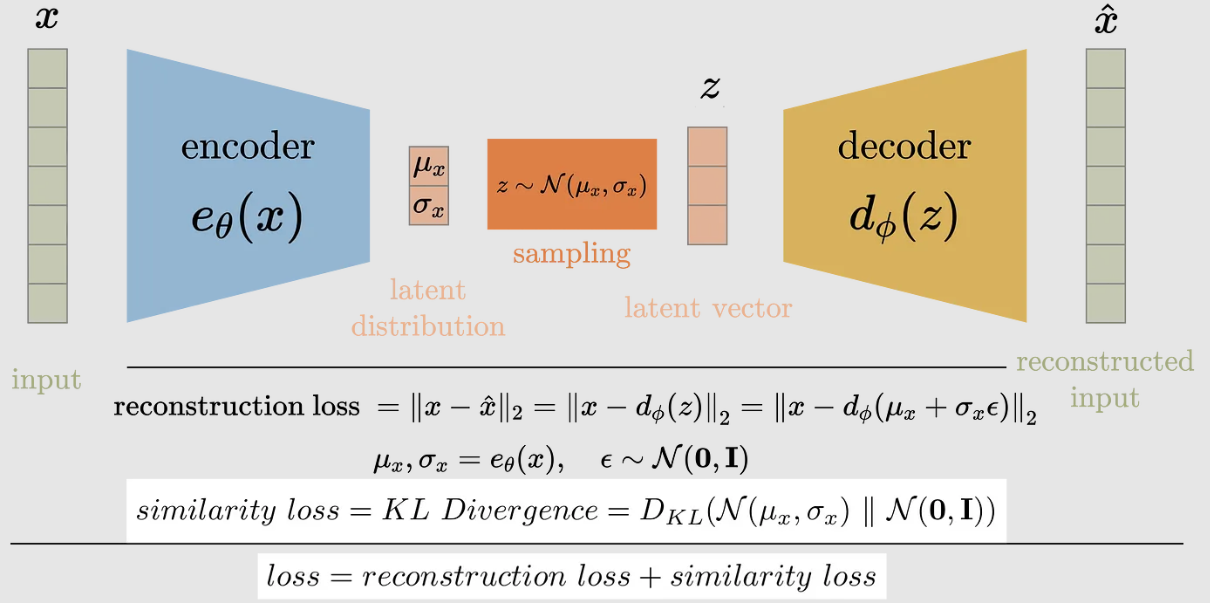 x
x̂
z
encoder
e_θ(x)
μ_x
σ_x
z ∼ 𝒩(μ_x, σ_x)
sampling
decoder
d_ϕ(z)
latent
distribution
latent vector
input
reconstructed
input
reconstruction loss = ‖x − x̂‖₂ = ‖x − d_ϕ(z)‖₂ = ‖x − d_ϕ(μ_x + σ_xϵ)‖₂
μ_x, σ_x = e_θ(x), ϵ ∼ 𝒩(0, I)
similarity loss = KL Divergence = D_KL(𝒩(μ_x, σ_x) ‖ 𝒩(0, I))
loss = reconstruction loss + similarity loss